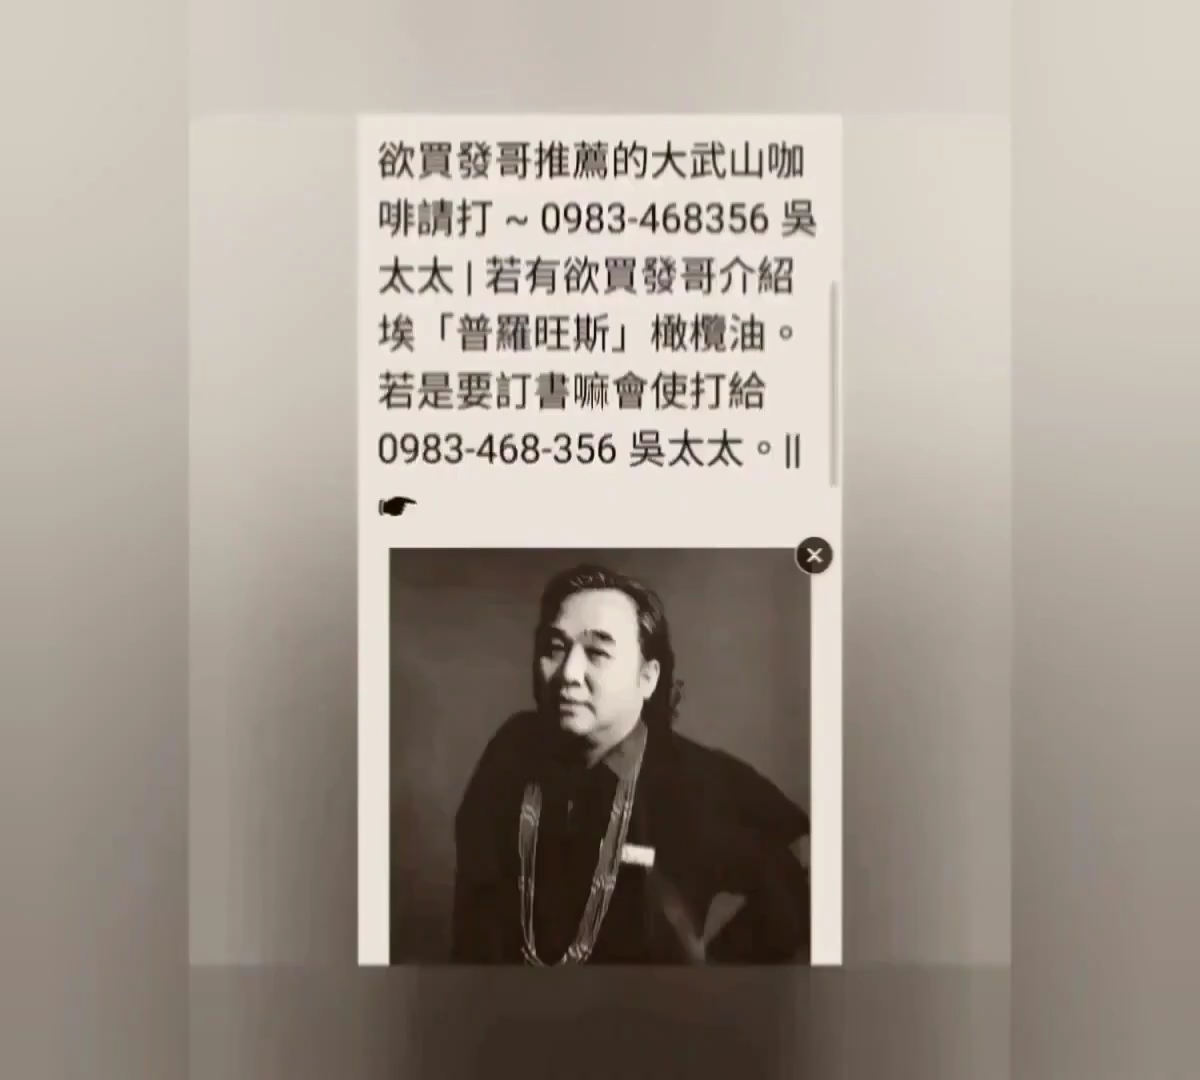 欲買發哥推薦的大武山咖
啡請打 ~ 0983-468356 吳
太太 | 若有欲買發哥介紹
埃「普羅旺斯」橄欖油。
若是要訂書嘛會使打給
0983-468-356 吳太太。||